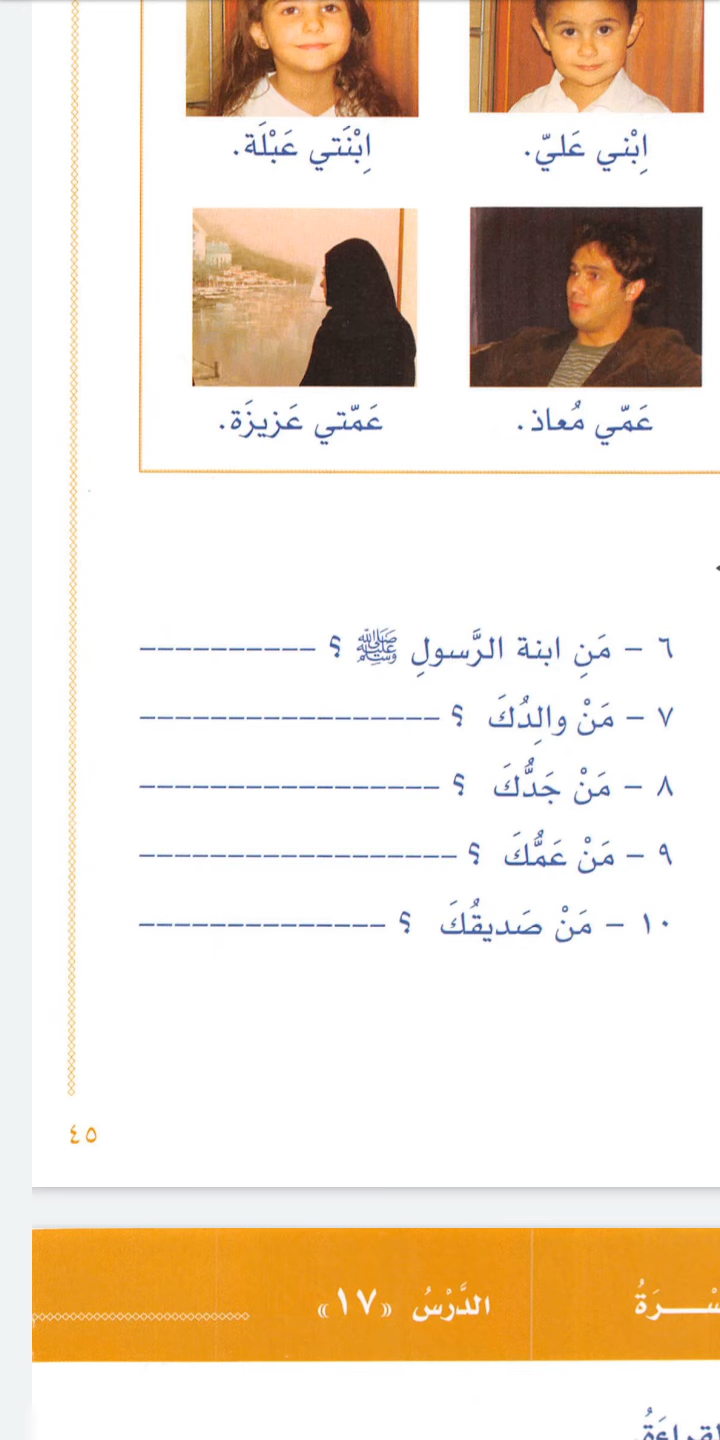 اِبْني عَليّ. اِبْنَتي عَبْلَة.
عَمّي مُعاذ. عَمّتي عَزيزَة.
٦ – مَنِ ابنة الرَّسولِ ﷺ ؟ ----------
٧ – مَنْ والِدُكَ ؟ -----------------
٨ – مَنْ جَدُّكَ ؟ -----------------
٩ – مَنْ عَمُّكَ ؟ ------------------
١٠ – مَنْ صَديقُكَ ؟ --------------
٤٥
الدَّرْسُ «١٧»